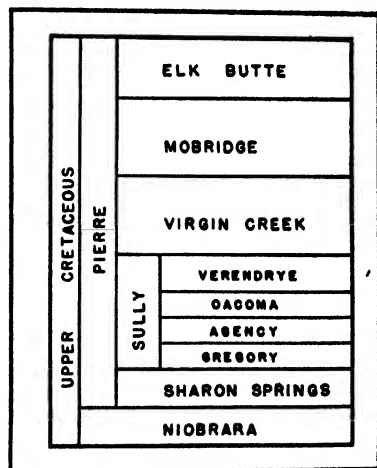 UPPER CRETACEOUS
PIERRE
ELK BUTTE
MOBRIDGE
VIRGIN CREEK
SULLY
VERENDRYE
OACOMA
AGENCY
GREGORY
SHARON SPRINGS
NIOBRARA